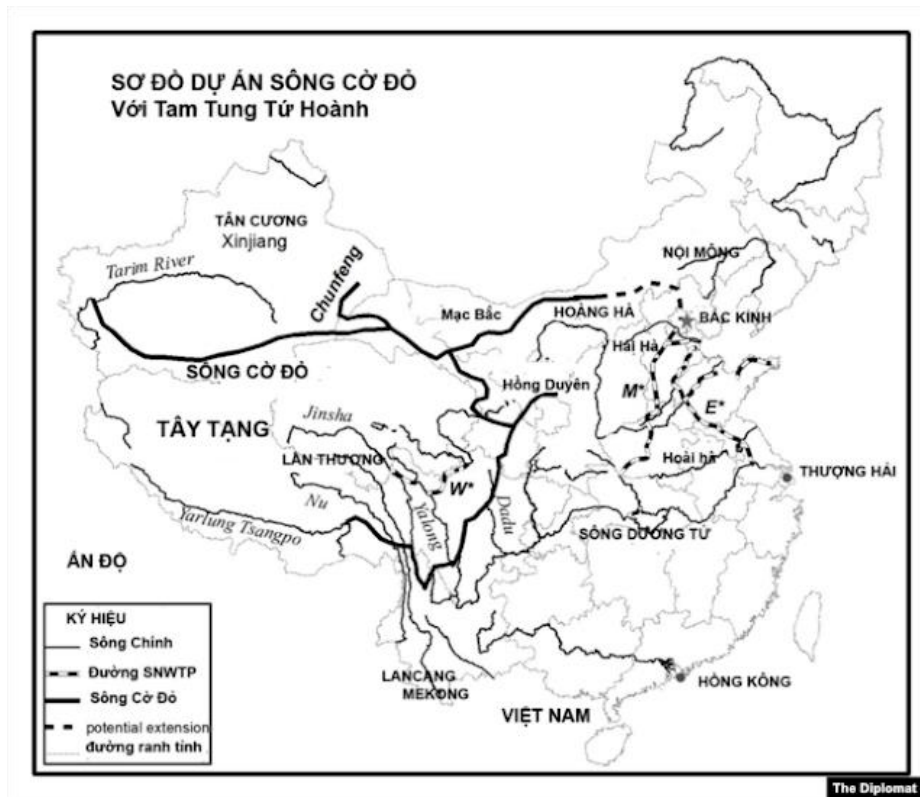 SƠ ĐỒ DỰ ÁN SÔNG CỜ ĐỎ
Với Tam Tung Tứ Hoành
TÂN CƯƠNG
Xinjiang
Tarim River
Chunfeng
NỘI MÔNG
Mạc Bắc
HOÀNG HÀ
BẮC KINH
Hải Hà
SÔNG CỜ ĐỎ
Hồng Duyên
M*
E*
TÂY TẠNG
Jinsha
LAN THƯƠNG
W*
Hoài hà
THƯỢNG HẢI
Nu
Yalong
Dadu
Yarlung Tsangpo
SÔNG DƯƠNG TỬ
ẤN ĐỘ
KÝ HIỆU
Sông Chính
Đường SNWTP
Sông Cờ Đỏ
potential extension
đường ranh tỉnh
LANCANG
MEKONG
HỒNG KÔNG
VIỆT NAM
The Diplomat